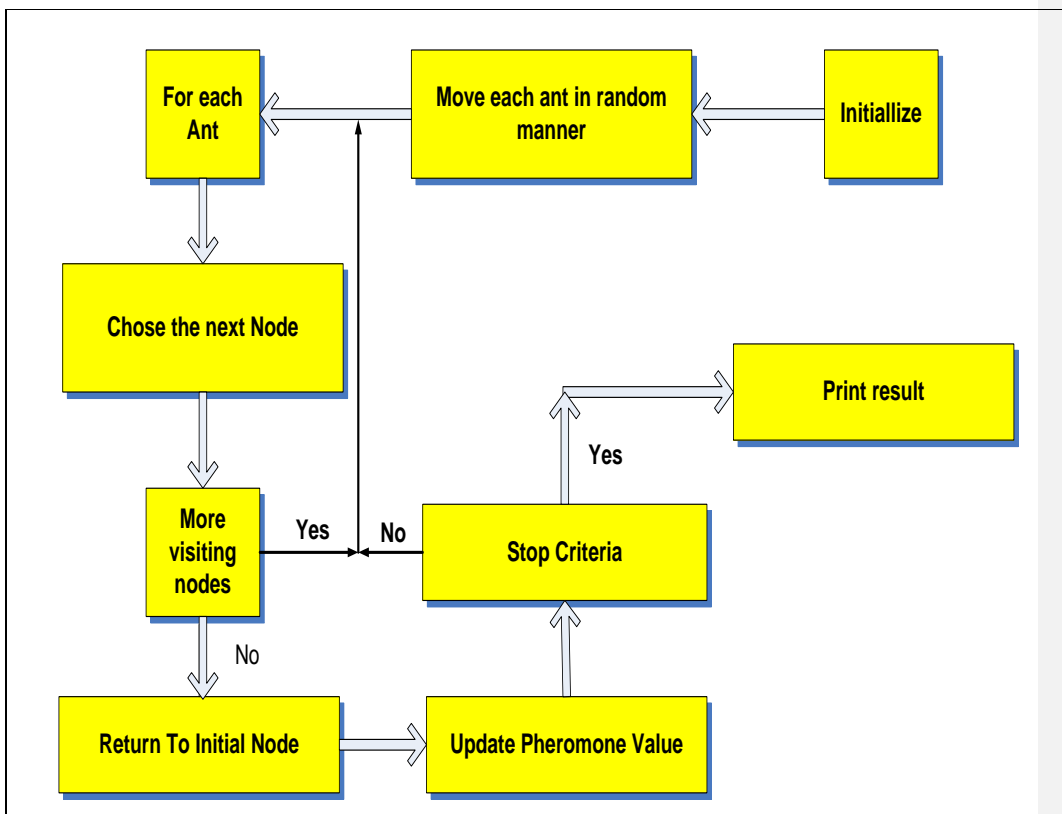 For each
Ant
Move each ant in random
manner
Initiallize
Chose the next Node
Print result
Yes
More
visiting
nodes
Yes
No
Stop Criteria
No
Return To Initial Node
Update Pheromone Value